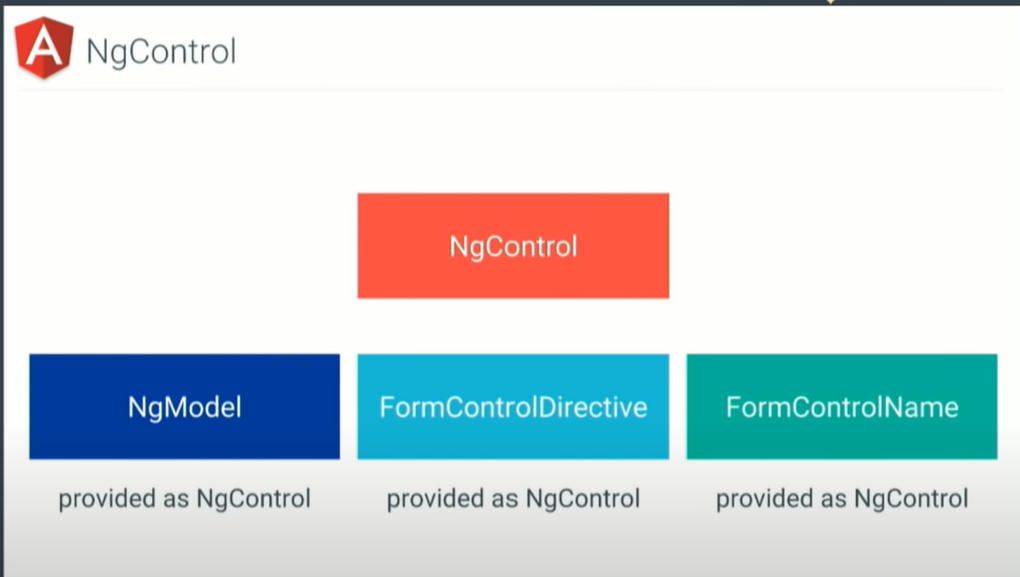 NgControl
NgControl
NgModel
FormControlDirective
FormControlName
provided as NgControl
provided as NgControl
provided as NgControl